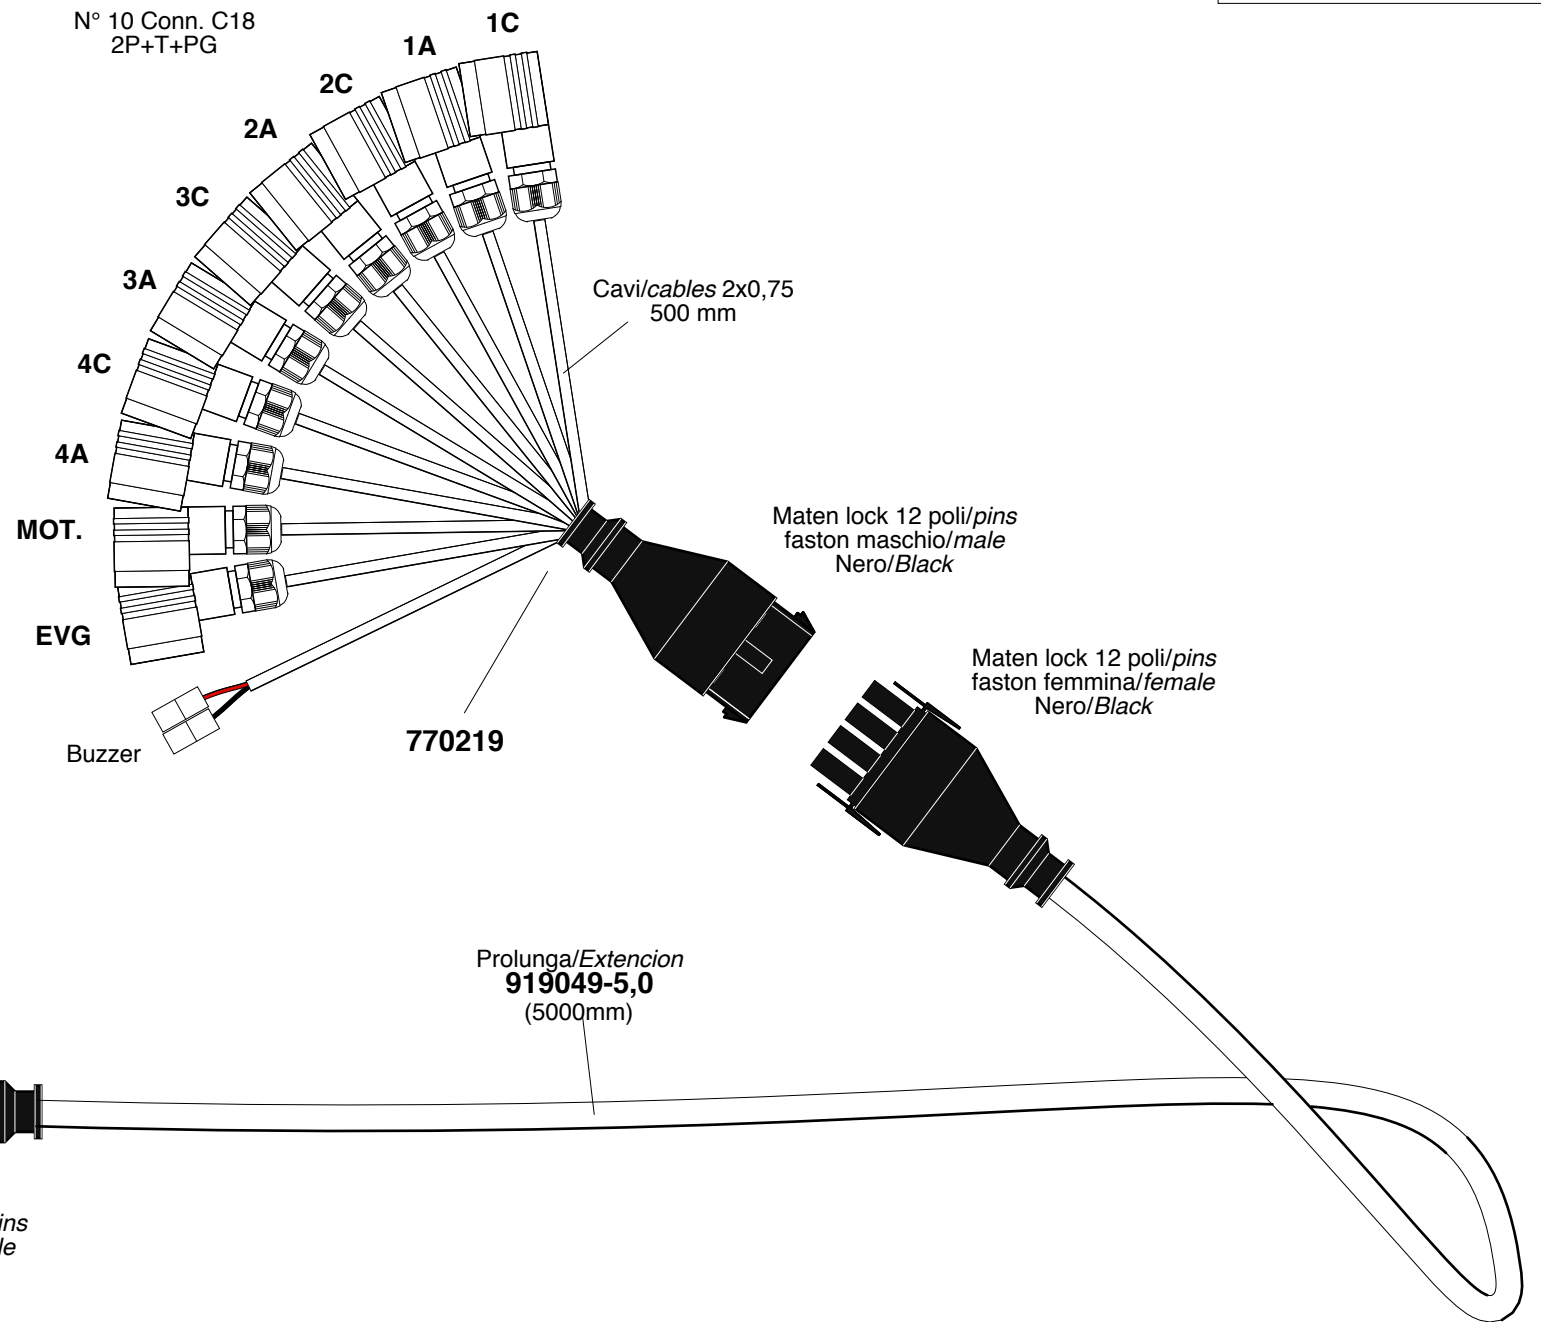 N° 10 Conn. C18
2P+T+PG
1C
1A
2C
2A
3C
3A
4C
4A
MOT.
EVG
Buzzer
Cavi/cables 2x0,75
500 mm
770219
Maten lock 12 poli/pins
faston maschio/male
Nero/Black
Maten lock 12 poli/pins
faston femmina/female
Nero/Black
Prolunga/Extencion
919049-5,0
(5000mm)